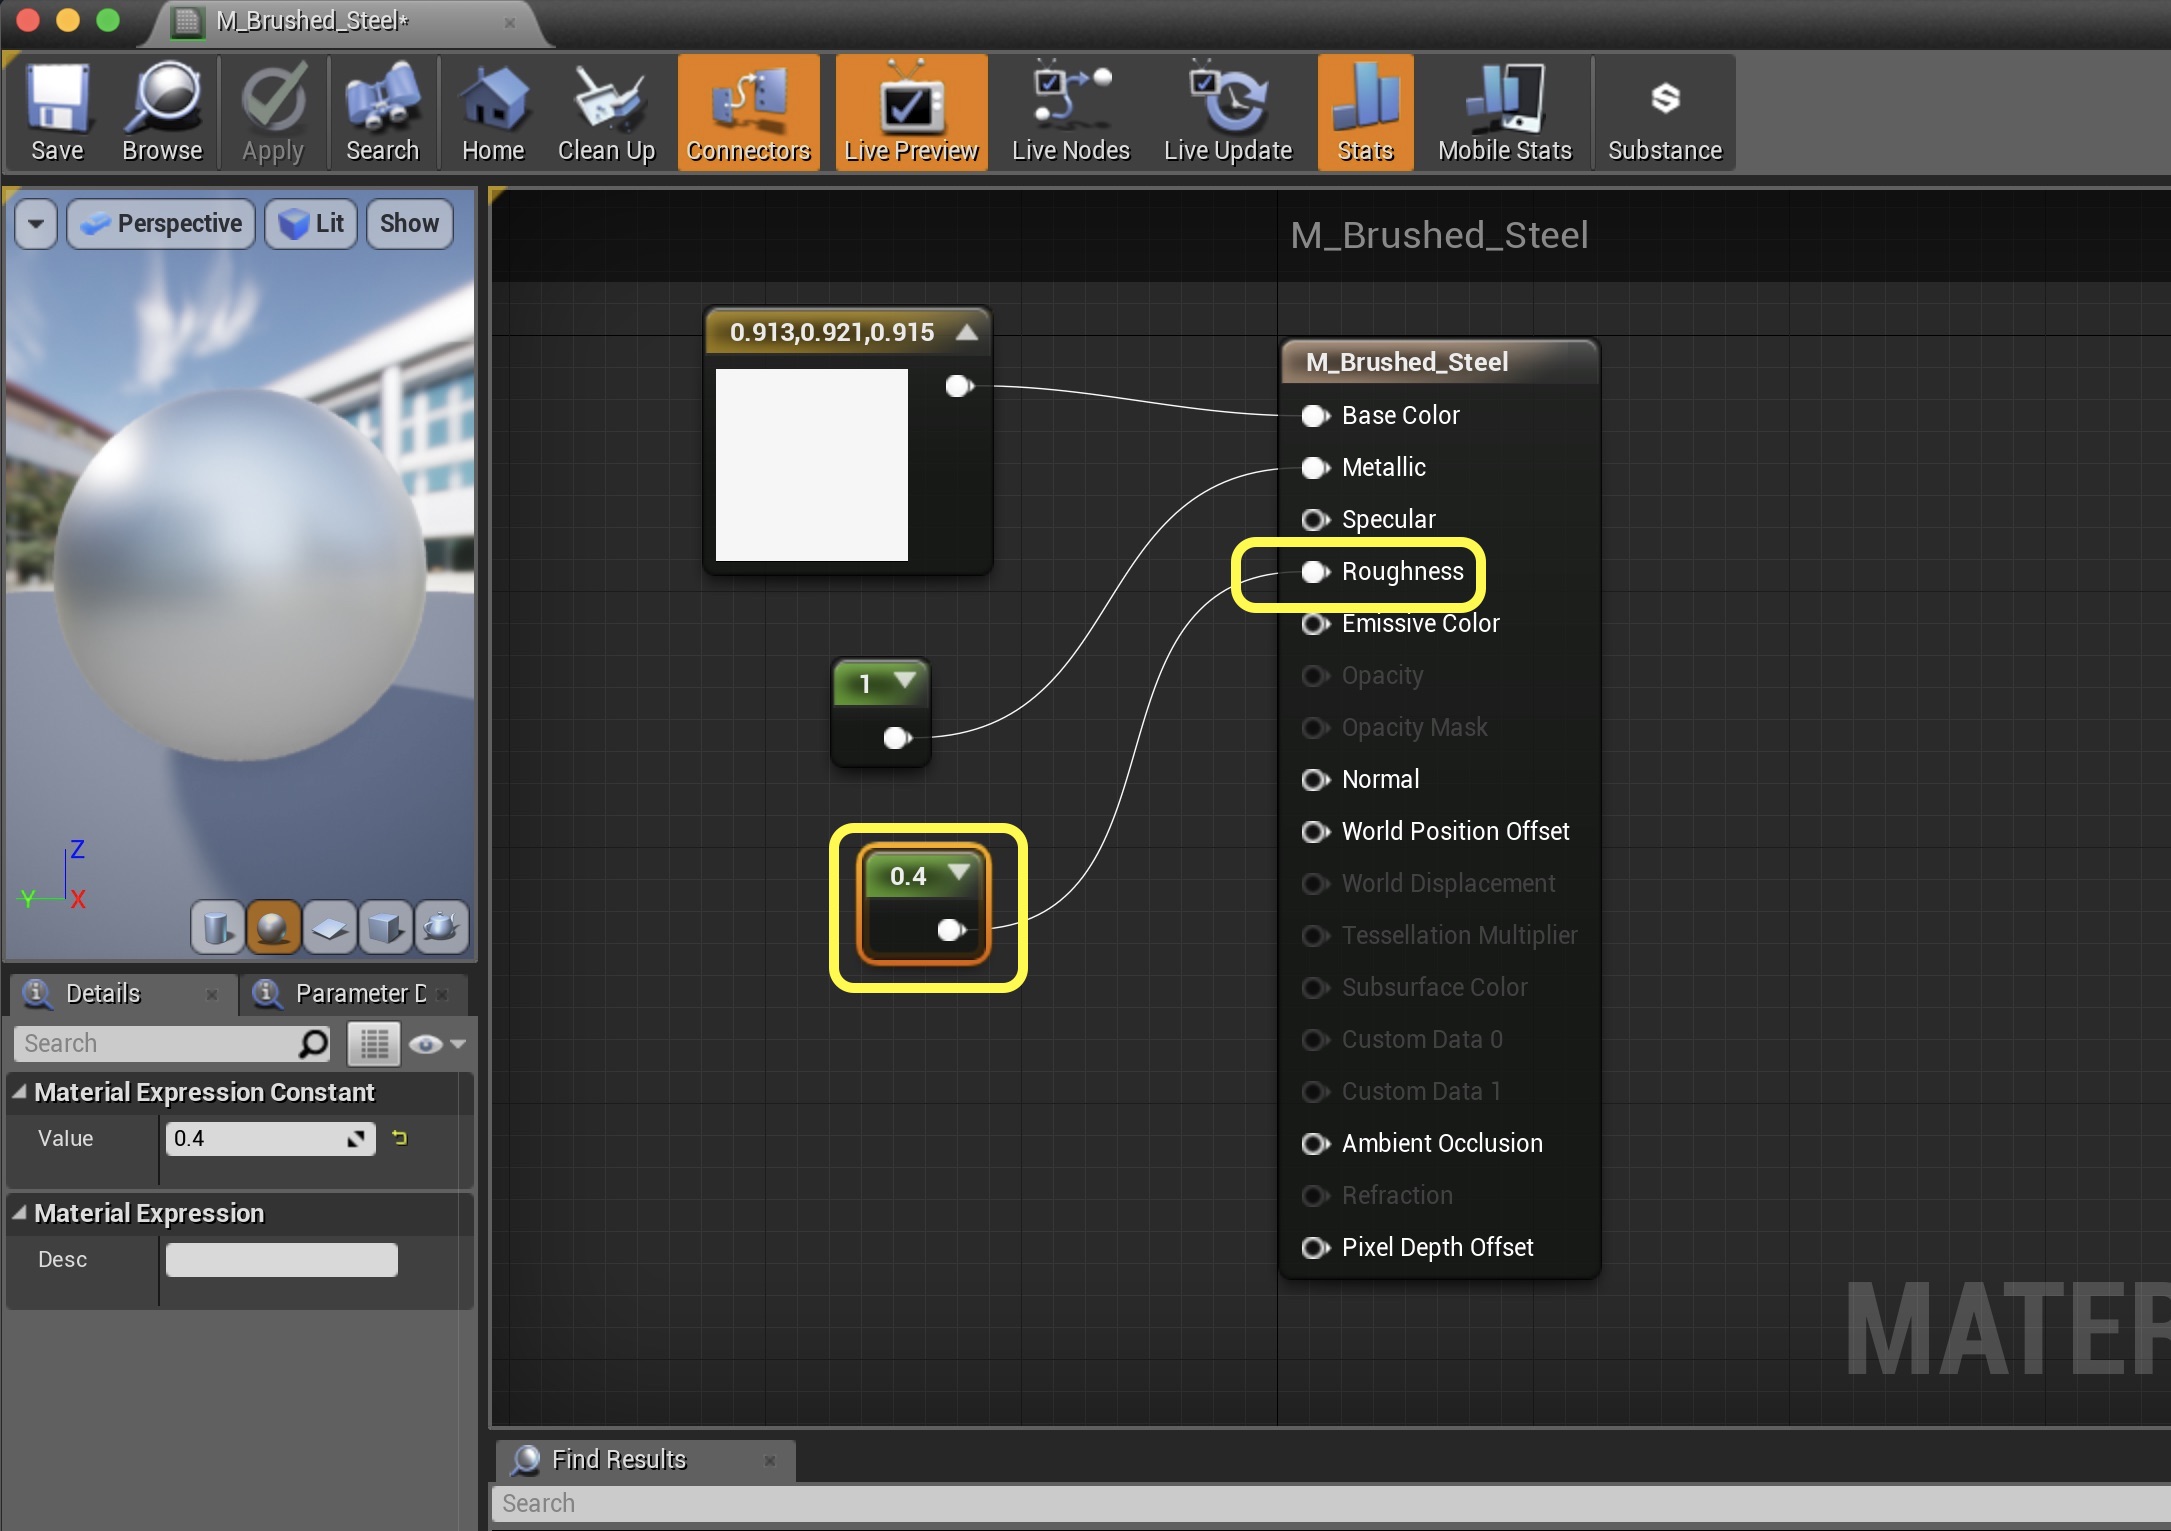 M_Brushed_Steel*
Save
Browse
Apply
Search
Home
Clean Up
Connectors
Live Preview
Live Nodes
Live Update
Stats
Mobile Stats
Substance
Perspective
Lit
Show
M_Brushed_Steel
0.913,0.921,0.915
M_Brushed_Steel
Base Color
Metallic
Specular
Roughness
Emissive Color
Opacity
Opacity Mask
Normal
World Position Offset
World Displacement
Tessellation Multiplier
Subsurface Color
Custom Data 0
Custom Data 1
Ambient Occlusion
Refraction
Pixel Depth Offset
1
0.4
Z
Y
X
Details
Parameter D
Search
Material Expression Constant
Value
0.4
Material Expression
Desc
MATER
Find Results
Search